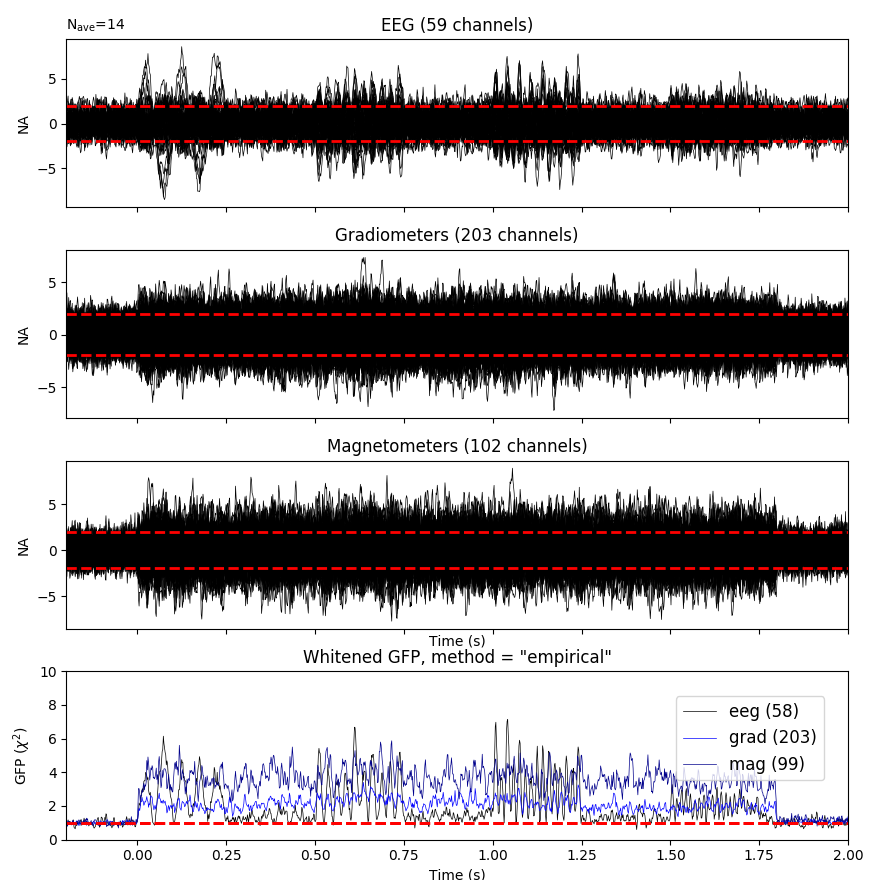 N_ave=14
EEG (59 channels)
5
0
−5
NA
Gradiometers (203 channels)
5
0
−5
NA
Magnetometers (102 channels)
5
0
−5
NA
Time (s)
Whitened GFP, method = "empirical"
10
8
6
4
2
0
GFP (χ²)
eeg (58)
grad (203)
mag (99)
0.00 0.25 0.50 0.75 1.00 1.25 1.50 1.75 2.00
Time (s)